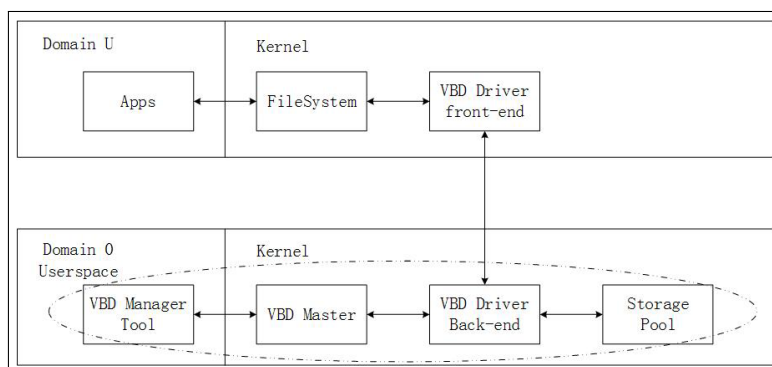 Domain U
Kernel
Apps
FileSystem
VBD Driver
front-end
Domain 0
Userspace
Kernel
VBD Manager
Tool
VBD Master
VBD Driver
Back-end
Storage
Pool